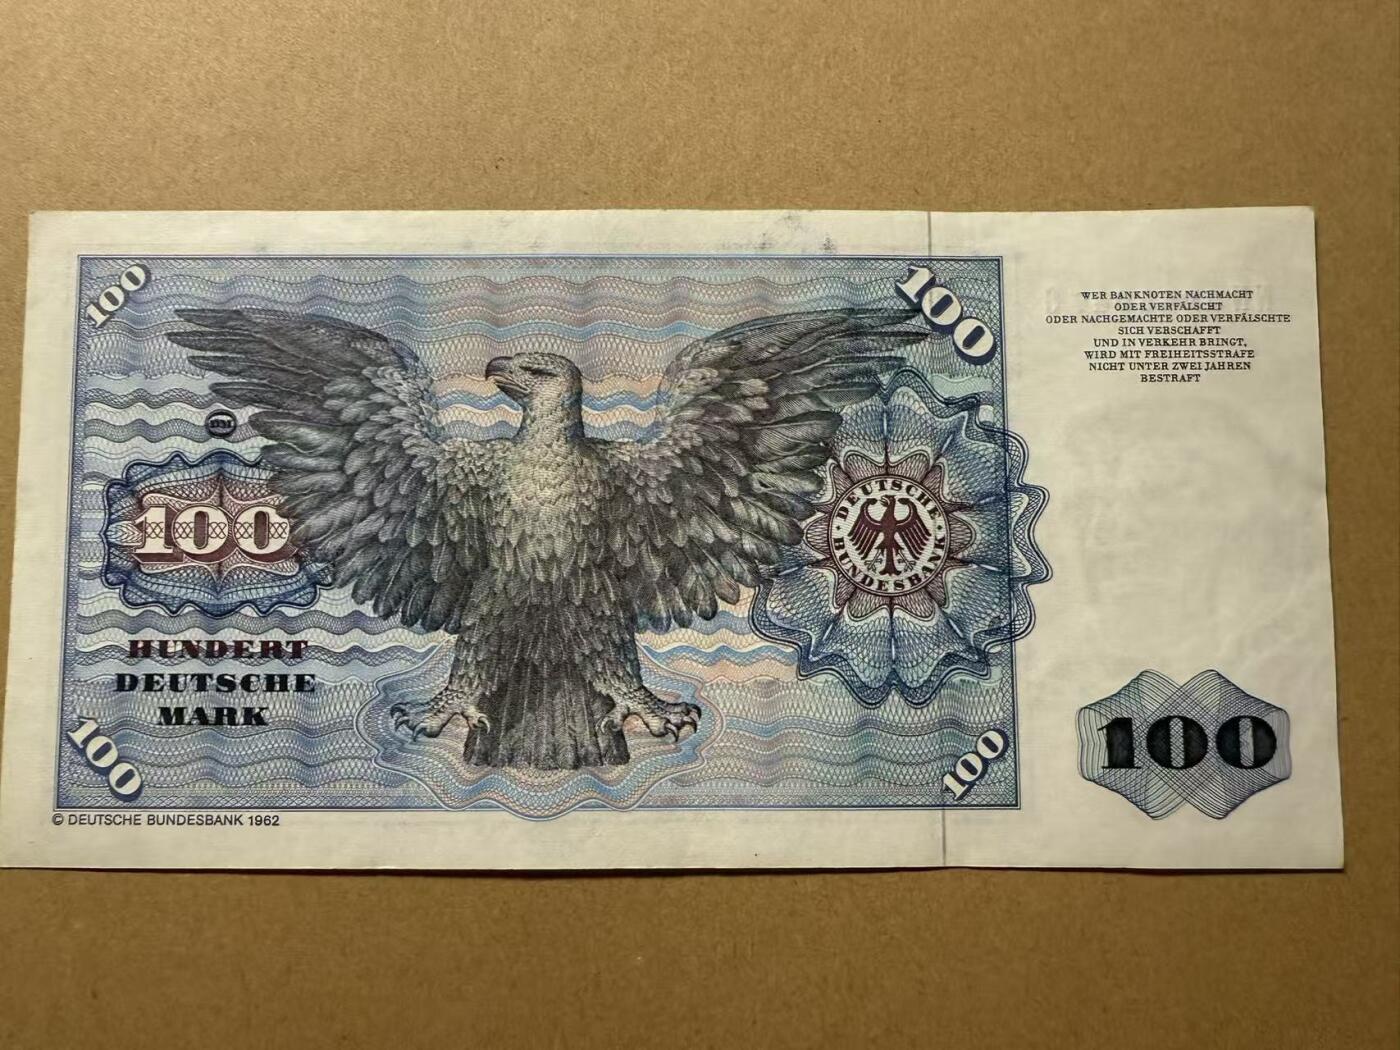 100
100
WER BANKNOTEN NACHMACHT
ODER VERFÄLSCHT
ODER NACHGEMACHTE ODER VERFÄLSCHTE
SICH VERSCHAFFT
UND IN VERKEHR BRINGT,
WIRD MIT FREIHEITSSTRAFE
NICHT UNTER ZWEI JAHREN
BESTRAFT
100
· DEUTSCHE ·
BUNDESBANK
HUNDERT
DEUTSCHE
MARK
100
100
100
© DEUTSCHE BUNDESBANK 1962